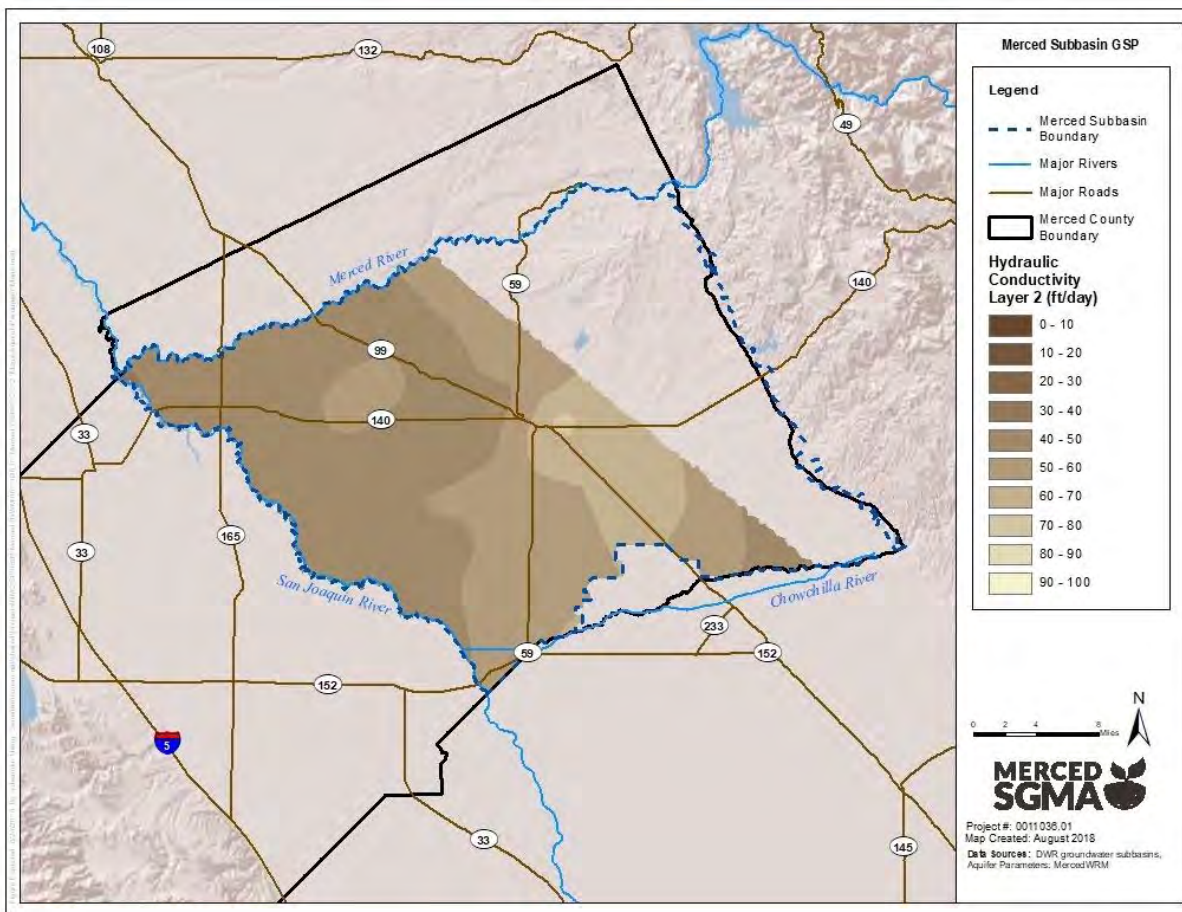 108
132
49
Merced River
59
140
99
140
33
165
33
San Joaquin River
Chowchilla River
233
59
152
152
5
33
145
Merced Subbasin GSP
Legend
Merced Subbasin
Boundary
Major Rivers
Major Roads
Merced County
Boundary
Hydraulic
Conductivity
Layer 2 (ft/day)
0 - 10
10 - 20
20 - 30
30 - 40
40 - 50
50 - 60
60 - 70
70 - 80
80 - 90
90 - 100
N
0 2 4 8
Miles
MERCED
SGMA
Project #: 0011036.01
Map Created: August 2018
Data Sources: DWR groundwater subbasins,
Aquifer Parameters: MercedWRM